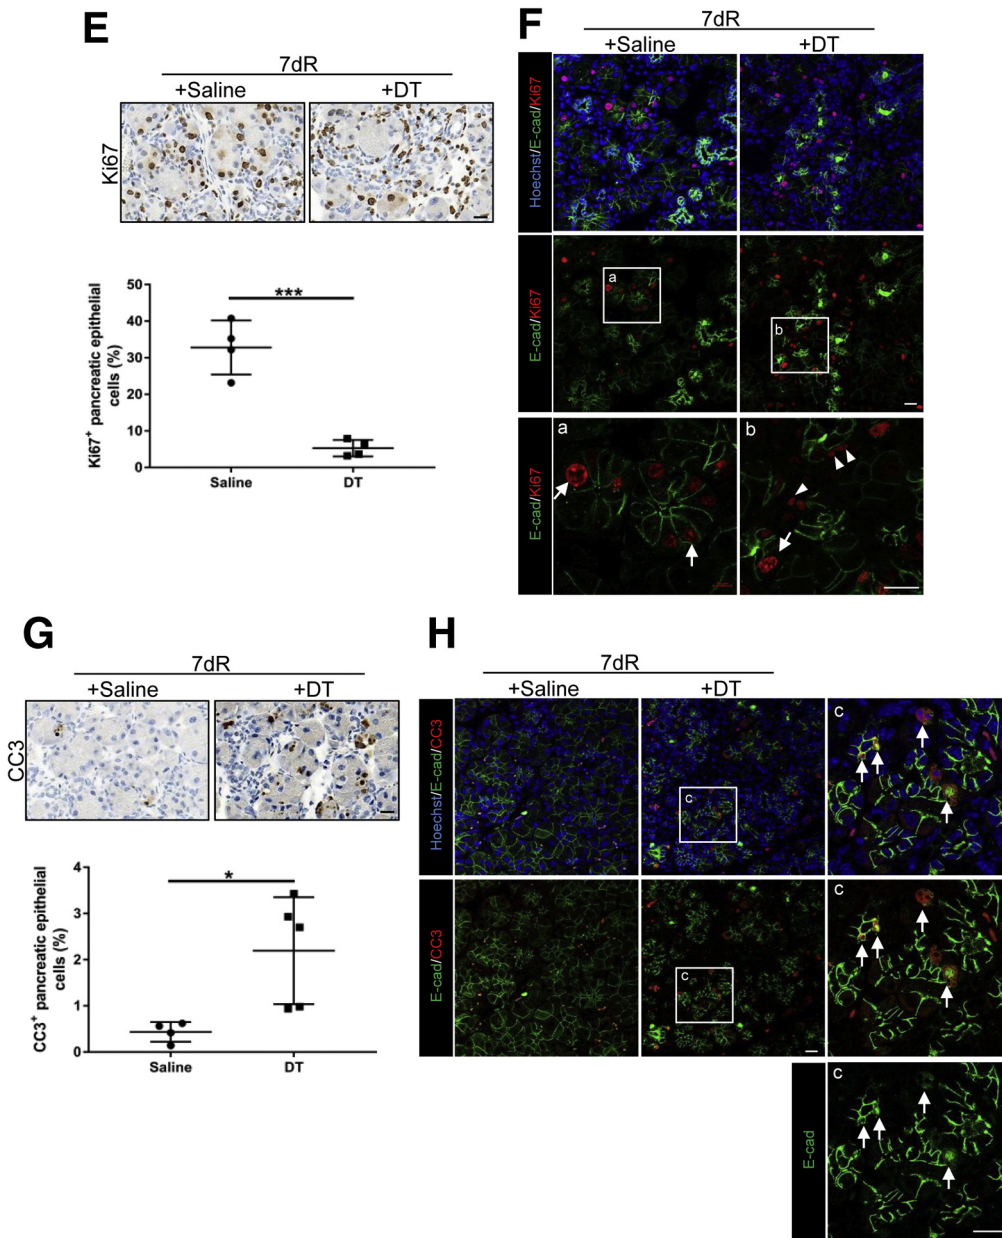 E
7dR
+Saline
+DT
Ki67
50
40
30
20
10
0
Ki67⁺ pancreatic epithelial
cells (%)
***
Saline
DT
F
7dR
+Saline
+DT
Hoechst/E-cad/Ki67
E-cad/Ki67
a
b
E-cad/Ki67
a
b
G
7dR
+Saline
+DT
CC3
4
3
2
1
0
CC3⁺ pancreatic epithelial
cells (%)
*
Saline
DT
H
7dR
+Saline
+DT
Hoechst/E-cad/CC3
c
c
E-cad/CC3
c
c
E-cad
c